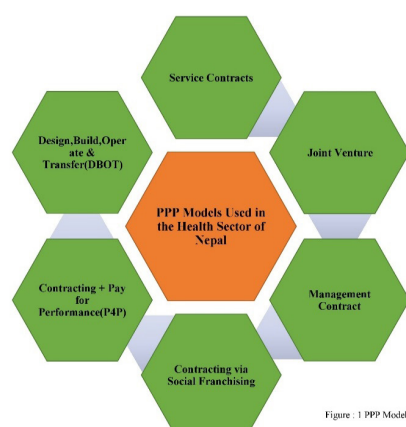 Service Contracts
Design,Build,Oper
ate &
Transfer(DBOT)
Joint Venture
PPP Models Used in
the Health Sector of
Nepal
Contracting + Pay
for
Performance(P4P)
Management
Contract
Contracting via
Social Franchising
Figure : 1 PPP Model